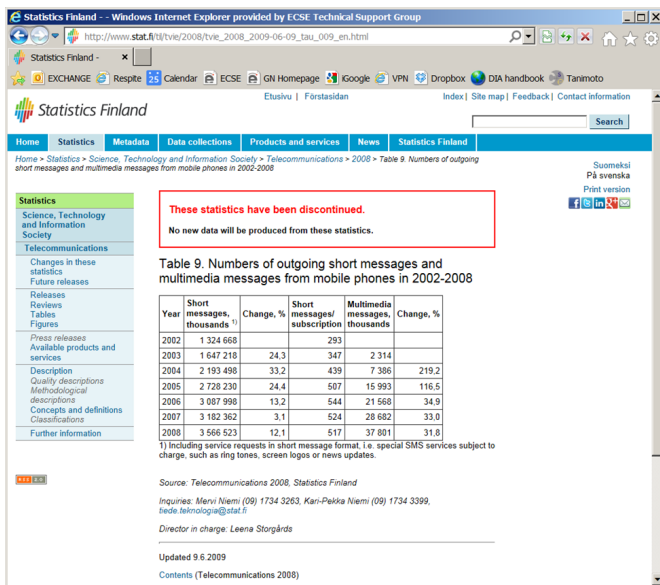 Statistics Finland - - Windows Internet Explorer provided by ECSE Technical Support Group
http://www.stat.fi/til/tvie/2008/tvie_2008_2009-06-09_tau_009_en.html
Statistics Finland -
EXCHANGE Respite 25 Calendar ECSE GN Homepage iGoogle VPN Dropbox DIA handbook Tanimoto
Etusivu | Förstasidan
Index | Site map | Feedback | Contact information
Statistics Finland
Search
Home Statistics Metadata Data collections Products and services News Statistics Finland
Home > Statistics > Science, Technology and Information Society > Telecommunications > 2008 > Table 9. Numbers of outgoing
short messages and multimedia messages from mobile phones in 2002-2008
Suomeksi
På svenska
Print version
Statistics
Science, Technology
and Information
Society
Telecommunications
Changes in these
statistics
Future releases
Releases
Reviews
Tables
Figures
Press releases
Available products and
services
Description
Quality descriptions
Methodological
descriptions
Concepts and definitions
Classifications
Further information
RSS 2.0
These statistics have been discontinued.
No new data will be produced from these statistics.
Table 9. Numbers of outgoing short messages and
multimedia messages from mobile phones in 2002-2008
Year Short messages, thousands 1) Change, % Short messages/ subscription Multimedia messages, thousands Change, %
2002 1 324 668 293
2003 1 647 218 24,3 347 2 314
2004 2 193 498 33,2 439 7 386 219,2
2005 2 728 230 24,4 507 15 993 116,5
2006 3 087 998 13,2 544 21 568 34,9
2007 3 182 362 3,1 524 28 682 33,0
2008 3 566 523 12,1 517 37 801 31,8
1) Including service requests in short message format, i.e. special SMS services subject to
charge, such as ring tones, screen logos or news updates.
Source: Telecommunications 2008, Statistics Finland
Inquiries: Mervi Niemi (09) 1734 3263, Kari-Pekka Niemi (09) 1734 3399,
tiede.teknologia@stat.fi
Director in charge: Leena Storgårds
Updated 9.6.2009
Contents (Telecommunications 2008)